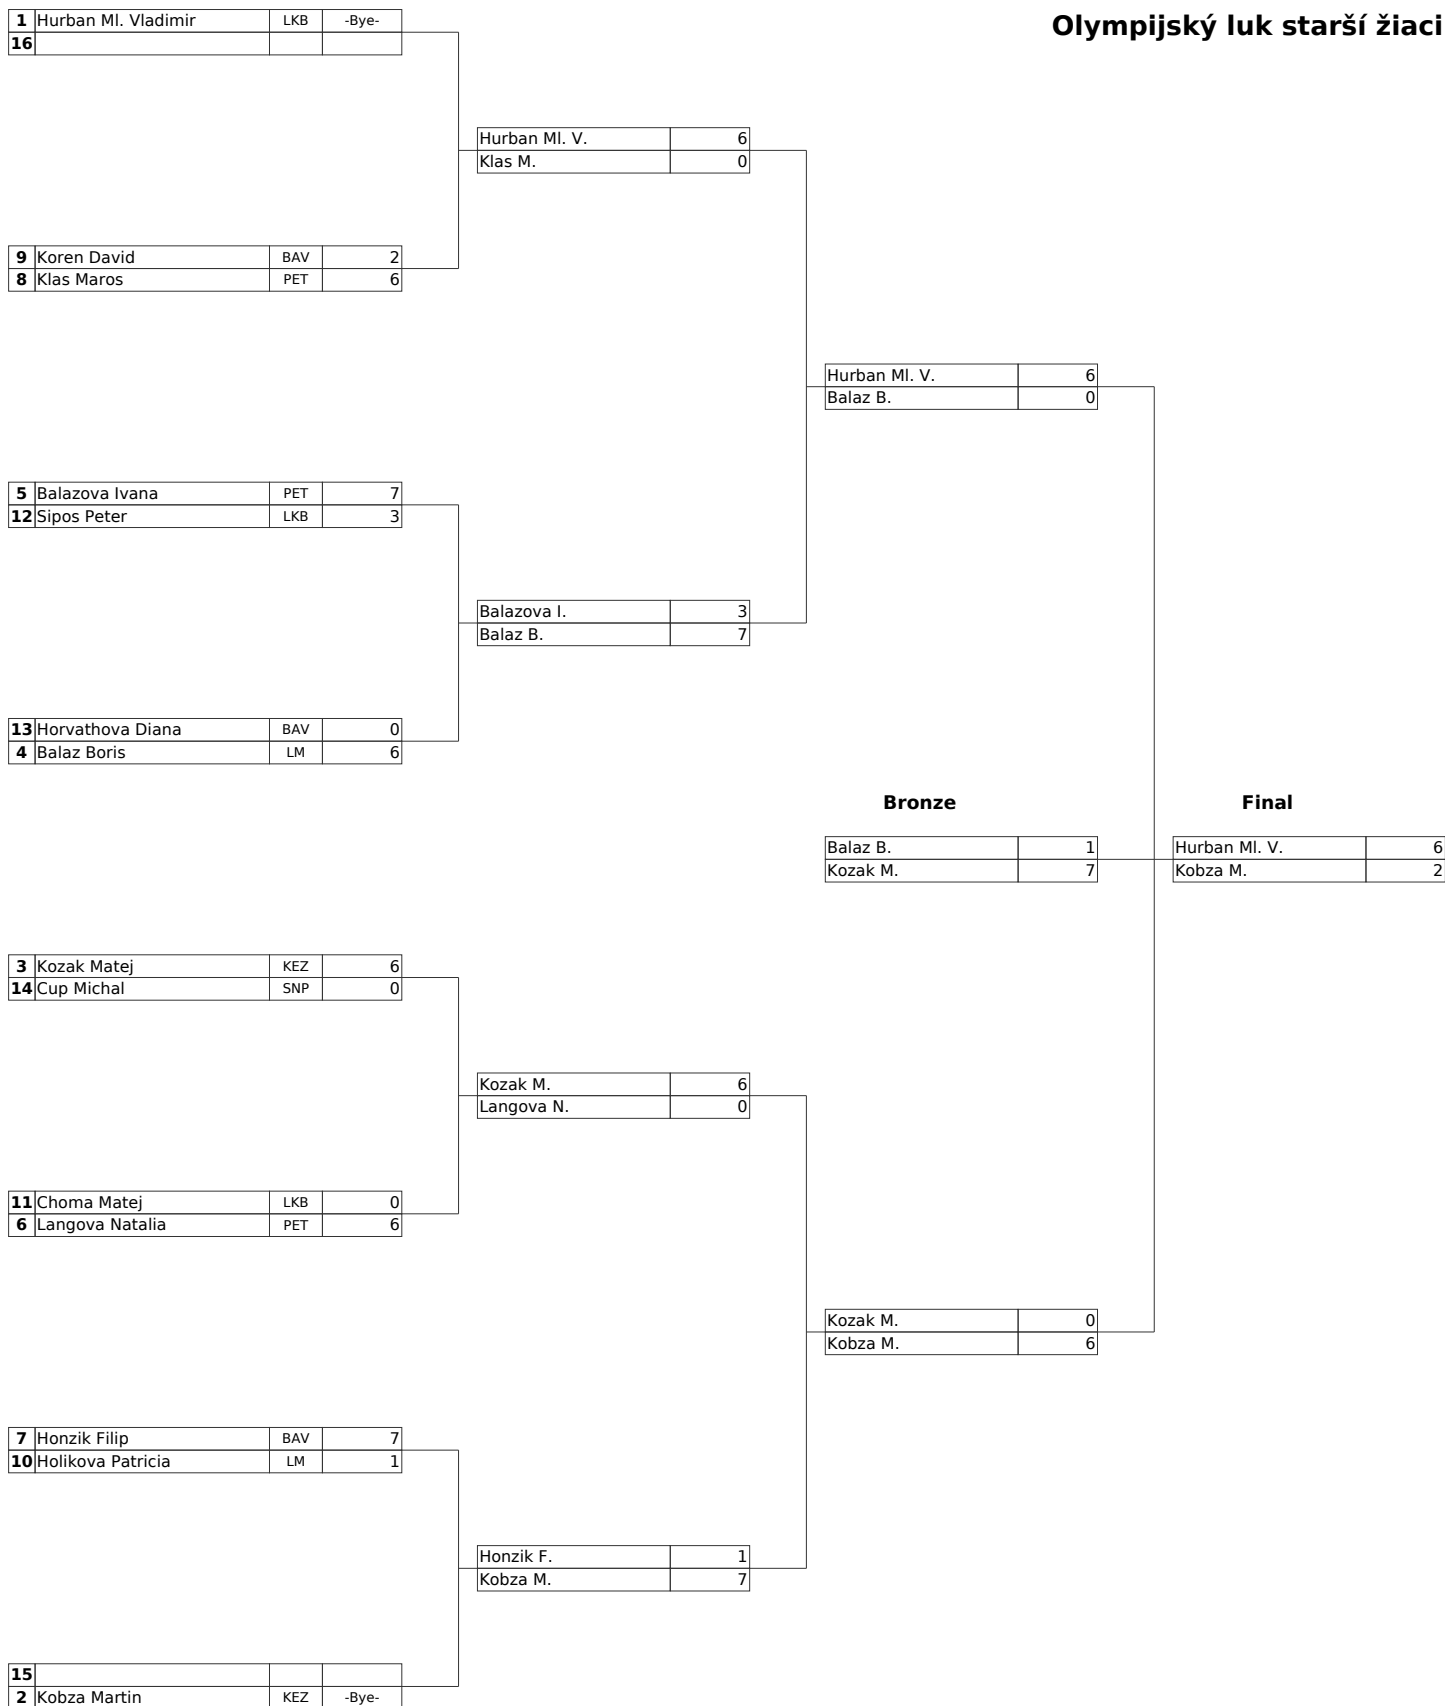 Olympijský luk starší žiaci
1 Hurban Ml. Vladimir LKB -Bye-
16
Hurban Ml. V. 6
Klas M. 0
9 Koren David BAV 2
8 Klas Maros PET 6
Hurban Ml. V. 6
Balaz B. 0
5 Balazova Ivana PET 7
12 Sipos Peter LKB 3
Balazova I. 3
Balaz B. 7
13 Horvathova Diana BAV 0
4 Balaz Boris LM 6
Bronze Final
Balaz B. 1 Hurban Ml. V. 6
Kozak M. 7 Kobza M. 2
3 Kozak Matej KEZ 6
14 Cup Michal SNP 0
Kozak M. 6
Langova N. 0
11 Choma Matej LKB 0
6 Langova Natalia PET 6
Kozak M. 0
Kobza M. 6
7 Honzik Filip BAV 7
10 Holikova Patricia LM 1
Honzik F. 1
Kobza M. 7
15
2 Kobza Martin KEZ -Bye-